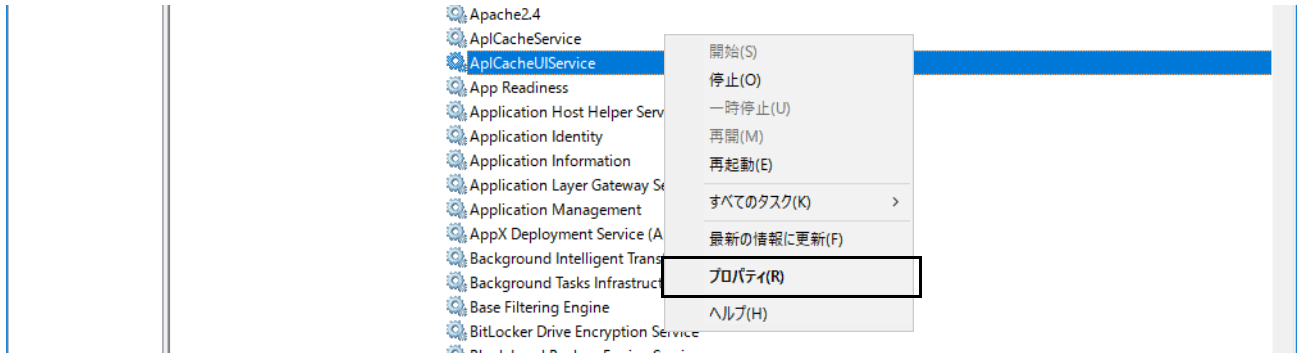 Apache2.4
AplCacheService
AplCacheUIService
App Readiness
Application Host Helper Serv
Application Identity
Application Information
Application Layer Gateway Se
Application Management
AppX Deployment Service (A
Background Intelligent Trans
Background Tasks Infrastruct
Base Filtering Engine
BitLocker Drive Encryption Service
開始(S)
停止(O)
一時停止(U)
再開(M)
再起動(E)
すべてのタスク(K)
最新の情報に更新(F)
プロパティ(R)
ヘルプ(H)